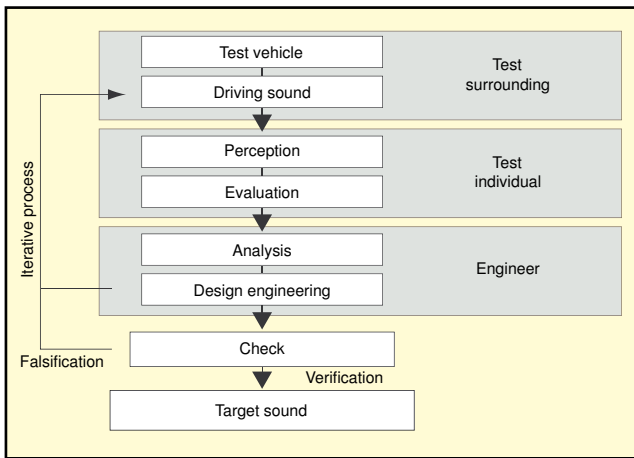 Test vehicle
Driving sound
Test
surrounding
Perception
Evaluation
Test
individual
Analysis
Design engineering
Engineer
Iterative process
Falsification
Check
Verification
Target sound